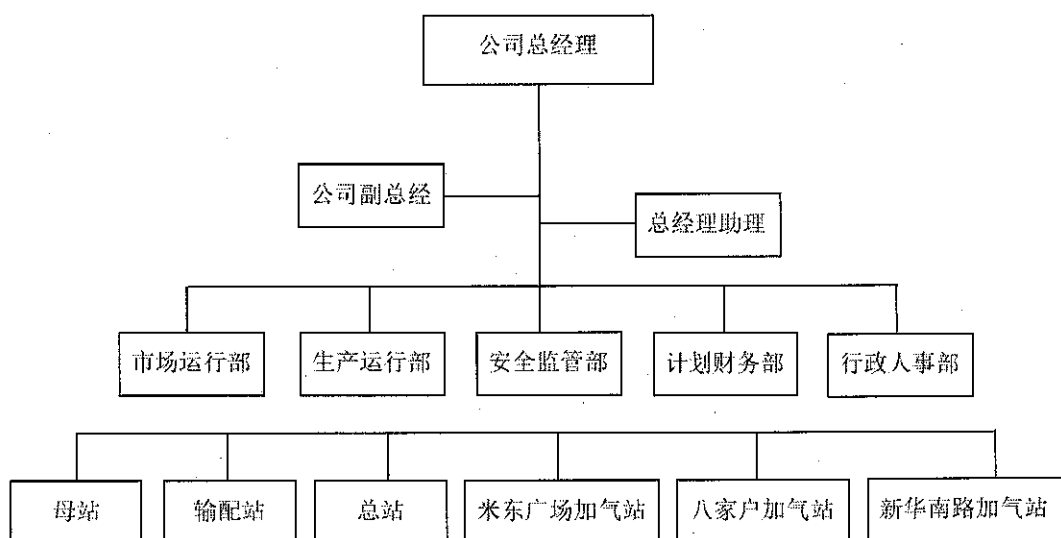 公司总经理
公司副总经
总经理助理
市场运行部
生产运行部
安全监管部
计划财务部
行政人事部
母站
输配站
总站
米东广场加气站
八家户加气站
新华南路加气站